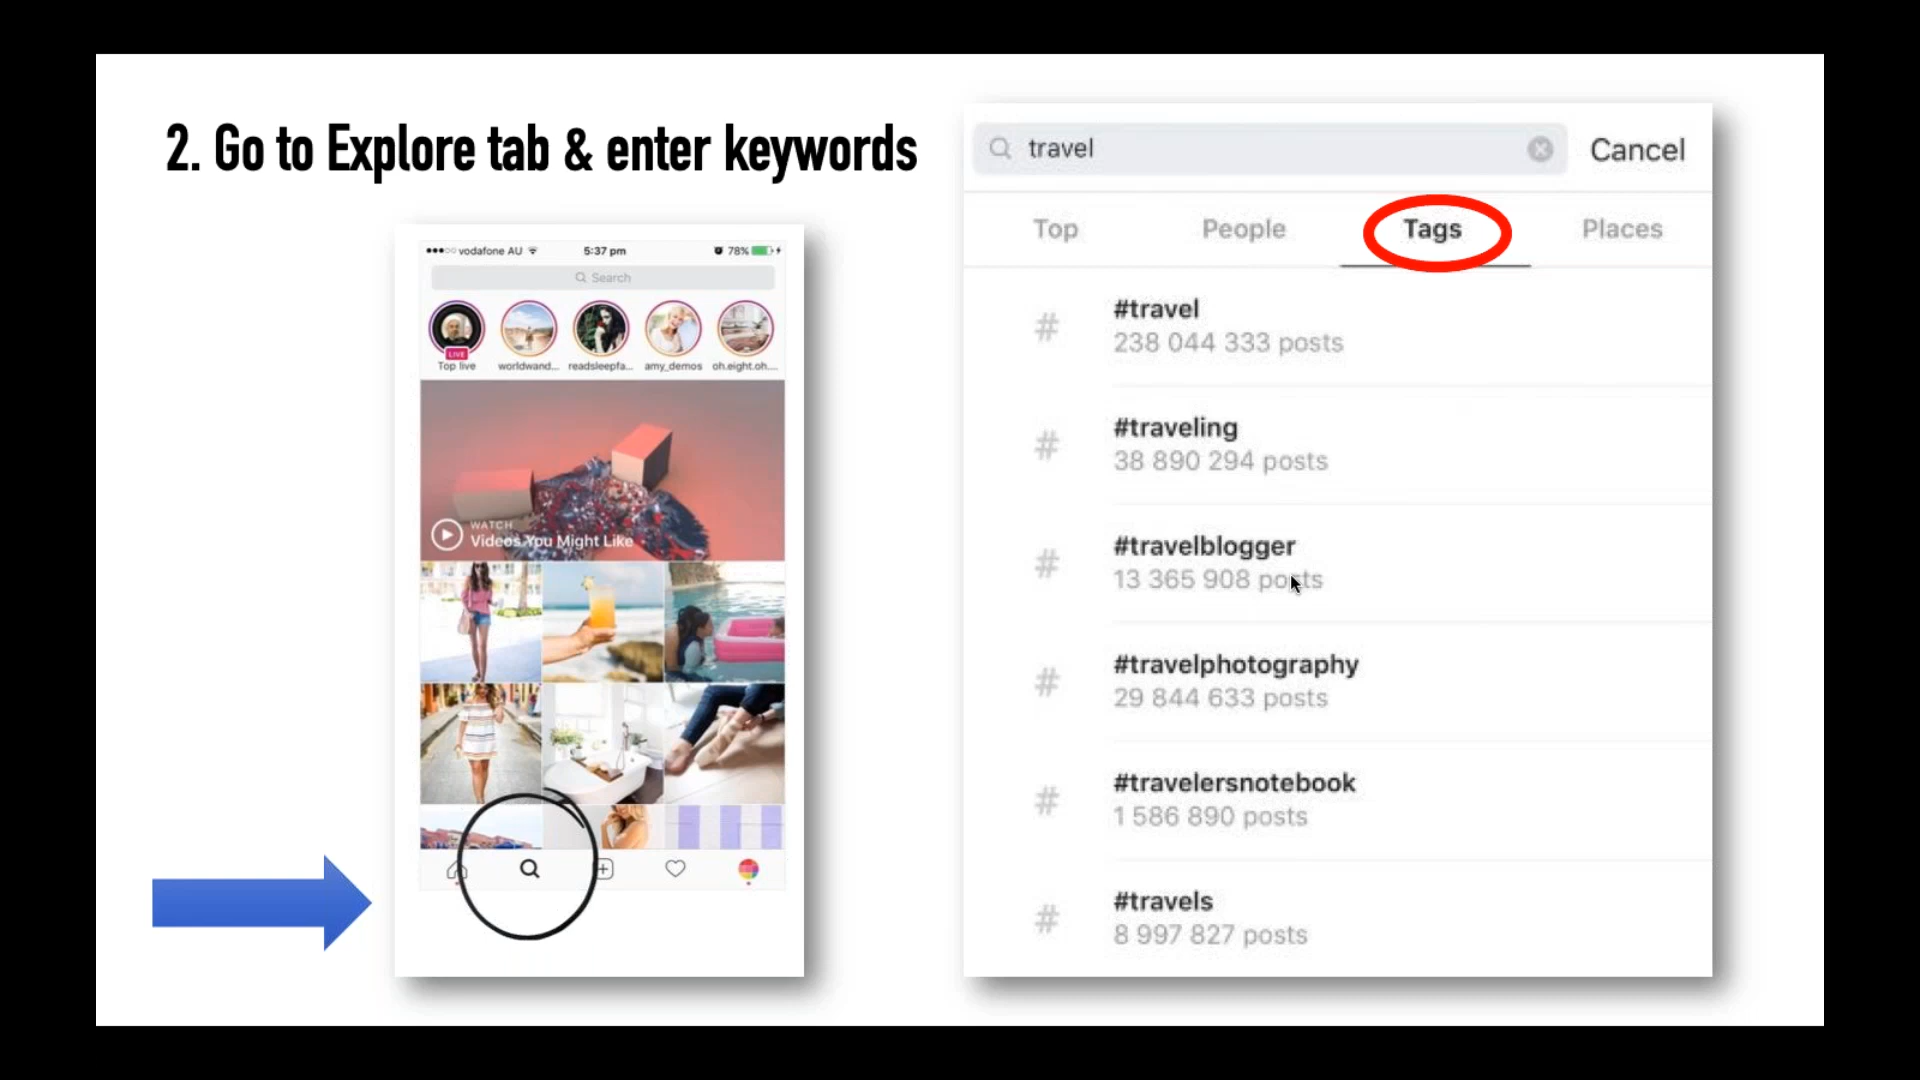 2. Go to Explore tab & enter keywords
vodafone AU
5:37 pm
78%
Search
LIVE
Top live
worldwand...
readsleepfa...
amy_demos
oh.eight.oh....
WATCH
Videos You Might Like
travel
Cancel
Top
People
Tags
Places
#
#travel
238 044 333 posts
#
#traveling
38 890 294 posts
#
#travelblogger
13 365 908 posts
#
#travelphotography
29 844 633 posts
#
#travelersnotebook
1 586 890 posts
#
#travels
8 997 827 posts